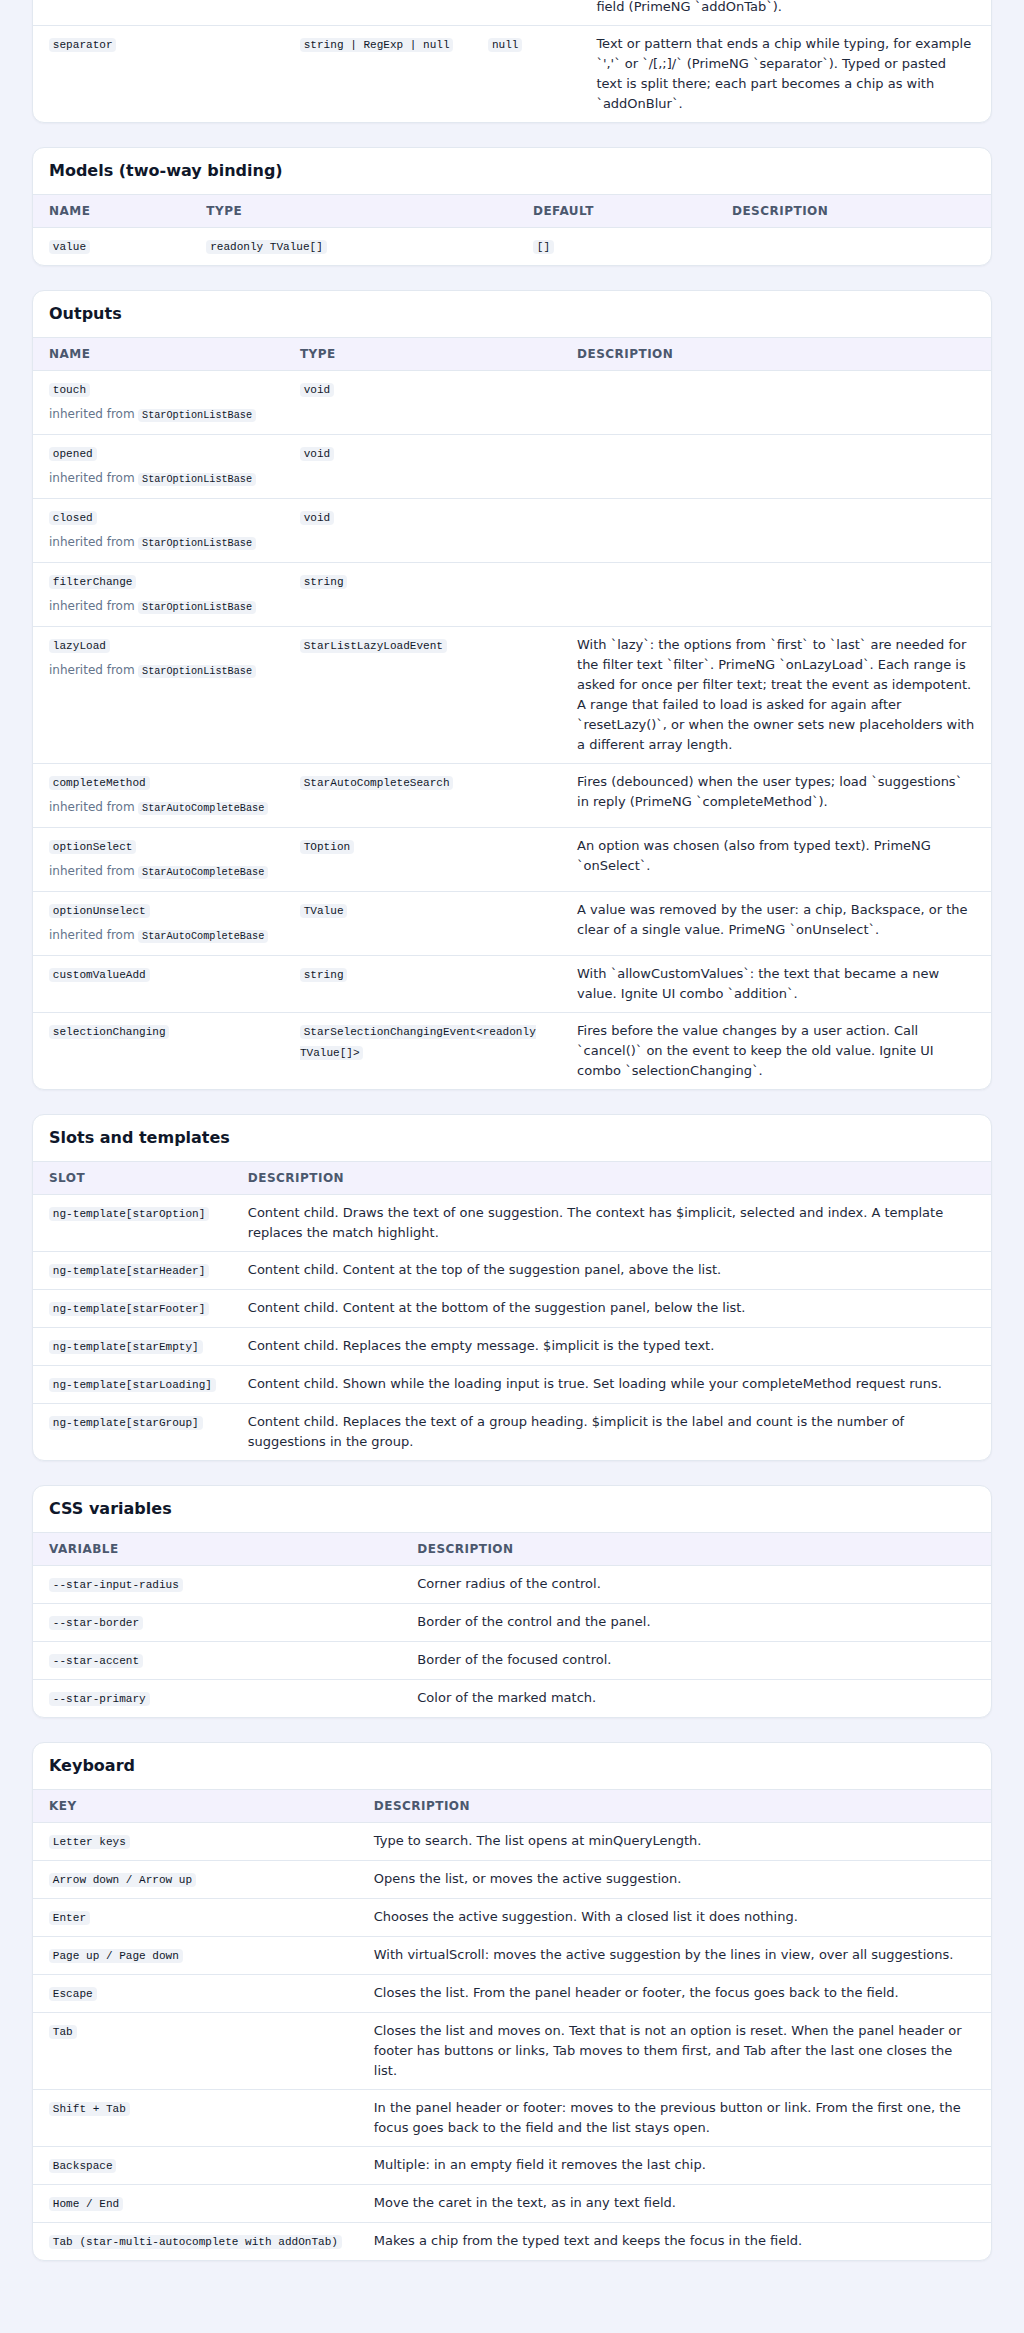 field (PrimeNG `addOnTab`).
separator string | RegExp | null null Text or pattern that ends a chip while typing, for example
`','` or `/[,;]/` (PrimeNG `separator`). Typed or pasted
text is split there; each part becomes a chip as with
`addOnBlur`.
Models (two-way binding)
NAME TYPE DEFAULT DESCRIPTION
value readonly TValue[] []
Outputs
NAME TYPE DESCRIPTION
touch void
inherited from StarOptionListBase
opened void
inherited from StarOptionListBase
closed void
inherited from StarOptionListBase
filterChange string
inherited from StarOptionListBase
lazyLoad StarListLazyLoadEvent With `lazy`: the options from `first` to `last` are needed for
inherited from StarOptionListBase the filter text `filter`. PrimeNG `onLazyLoad`. Each range is
asked for once per filter text; treat the event as idempotent.
A range that failed to load is asked for again after
`resetLazy()`, or when the owner sets new placeholders with
a different array length.
completeMethod StarAutoCompleteSearch Fires (debounced) when the user types; load `suggestions`
inherited from StarAutoCompleteBase in reply (PrimeNG `completeMethod`).
optionSelect TOption An option was chosen (also from typed text). PrimeNG
inherited from StarAutoCompleteBase `onSelect`.
optionUnselect TValue A value was removed by the user: a chip, Backspace, or the
inherited from StarAutoCompleteBase clear of a single value. PrimeNG `onUnselect`.
customValueAdd string With `allowCustomValues`: the text that became a new
value. Ignite UI combo `addition`.
selectionChanging StarSelectionChangingEvent<readonly Fires before the value changes by a user action. Call
TValue[]> `cancel()` on the event to keep the old value. Ignite UI
combo `selectionChanging`.
Slots and templates
SLOT DESCRIPTION
ng-template[starOption] Content child. Draws the text of one suggestion. The context has $implicit, selected and index. A template
replaces the match highlight.
ng-template[starHeader] Content child. Content at the top of the suggestion panel, above the list.
ng-template[starFooter] Content child. Content at the bottom of the suggestion panel, below the list.
ng-template[starEmpty] Content child. Replaces the empty message. $implicit is the typed text.
ng-template[starLoading] Content child. Shown while the loading input is true. Set loading while your completeMethod request runs.
ng-template[starGroup] Content child. Replaces the text of a group heading. $implicit is the label and count is the number of
suggestions in the group.
CSS variables
VARIABLE DESCRIPTION
--star-input-radius Corner radius of the control.
--star-border Border of the control and the panel.
--star-accent Border of the focused control.
--star-primary Color of the marked match.
Keyboard
KEY DESCRIPTION
Letter keys Type to search. The list opens at minQueryLength.
Arrow down / Arrow up Opens the list, or moves the active suggestion.
Enter Chooses the active suggestion. With a closed list it does nothing.
Page up / Page down With virtualScroll: moves the active suggestion by the lines in view, over all suggestions.
Escape Closes the list. From the panel header or footer, the focus goes back to the field.
Tab Closes the list and moves on. Text that is not an option is reset. When the panel header or
footer has buttons or links, Tab moves to them first, and Tab after the last one closes the
list.
Shift + Tab In the panel header or footer: moves to the previous button or link. From the first one, the
focus goes back to the field and the list stays open.
Backspace Multiple: in an empty field it removes the last chip.
Home / End Move the caret in the text, as in any text field.
Tab (star-multi-autocomplete with addOnTab) Makes a chip from the typed text and keeps the focus in the field.